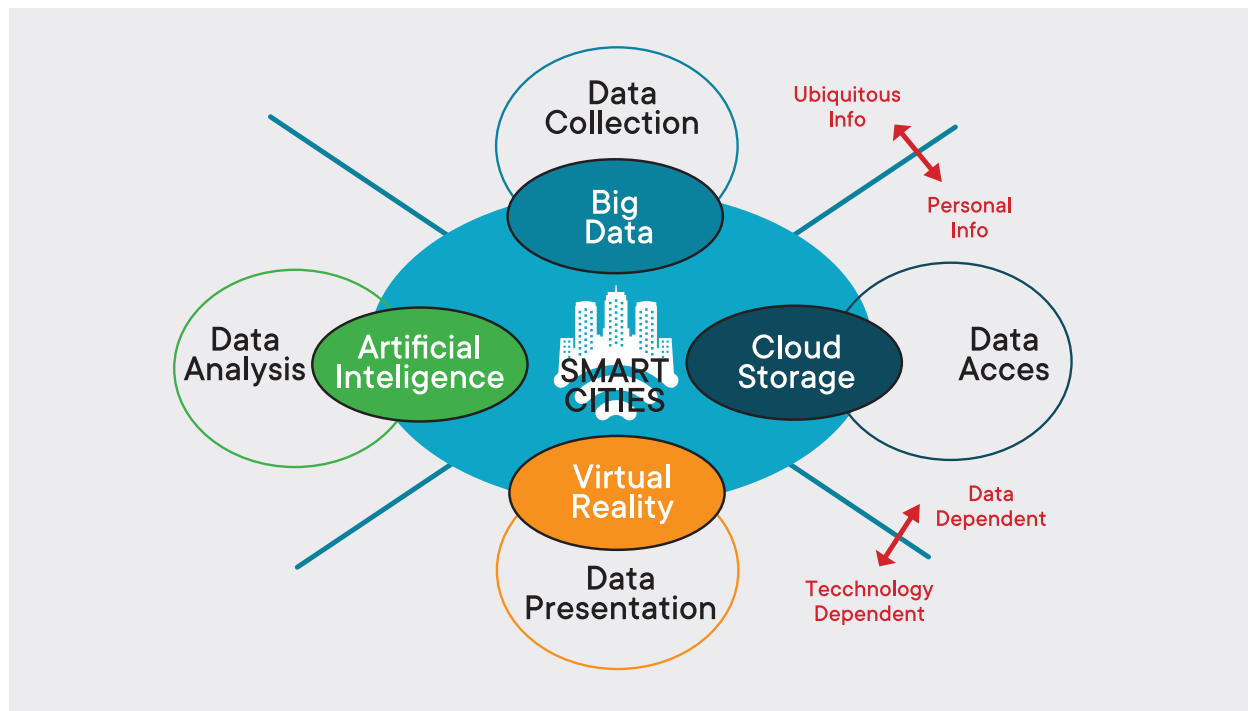 Data
Collection
Big
Data
Ubiquitous
Info
Personal
Info
Data
Analysis
Artificial
Inteligence
SMART
CITIES
Cloud
Storage
Data
Acces
Virtual
Reality
Data
Presentation
Data
Dependent
Tecchnology
Dependent